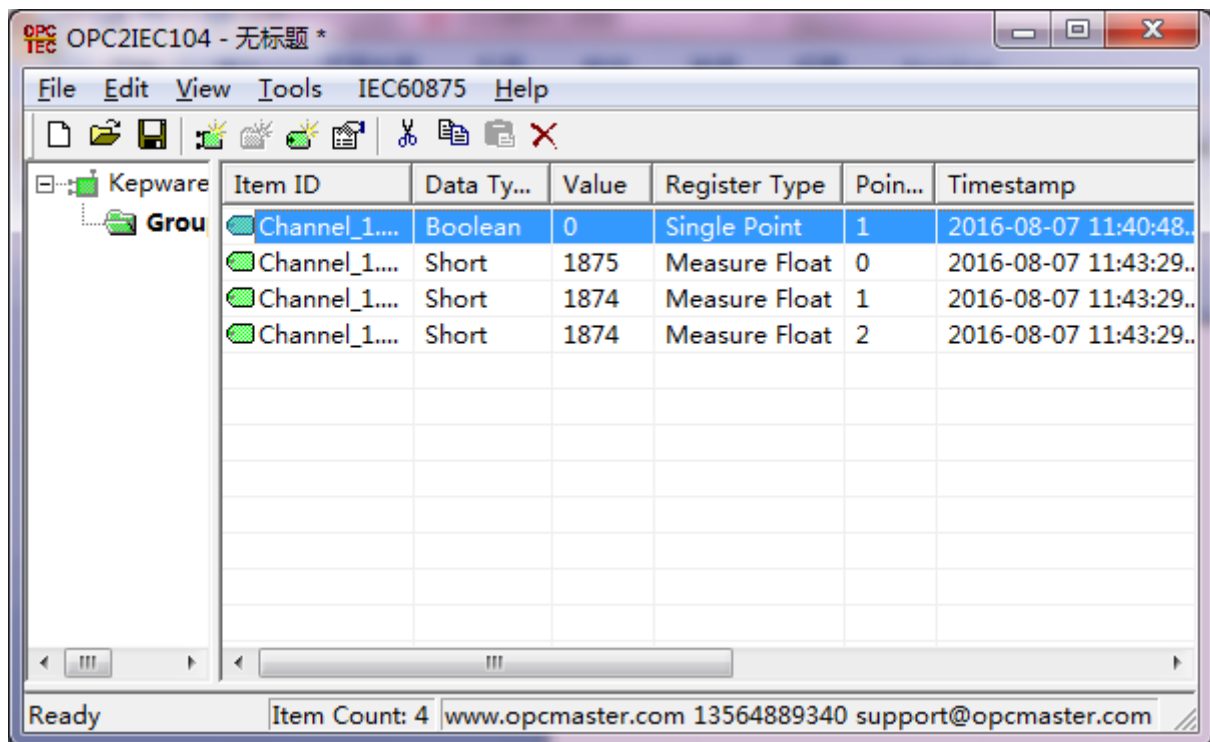 OPC TEC OPC2IEC104 - 无标题 *
File Edit View Tools IEC60875 Help
Kepware Item ID Data Ty... Value Register Type Poin... Timestamp
Grou Channel_1.... Boolean 0 Single Point 1 2016-08-07 11:40:48..
Channel_1.... Short 1875 Measure Float 0 2016-08-07 11:43:29..
Channel_1.... Short 1874 Measure Float 1 2016-08-07 11:43:29..
Channel_1.... Short 1874 Measure Float 2 2016-08-07 11:43:29..
Ready Item Count: 4 www.opcmaster.com 13564889340 support@opcmaster.com